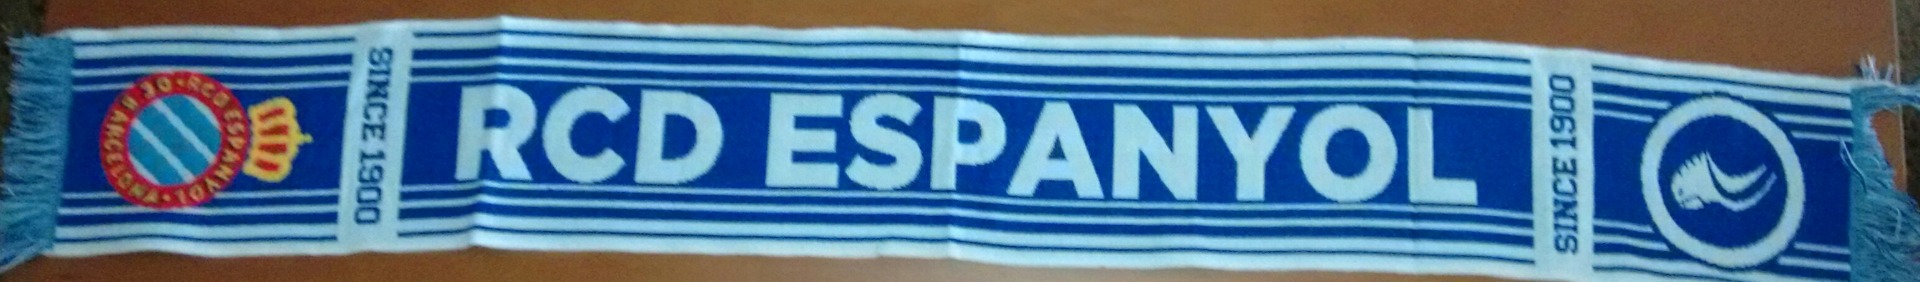 RCD ESPANYOL DE BARCELONA
SINCE 1900
RCD ESPANYOL
SINCE 1900